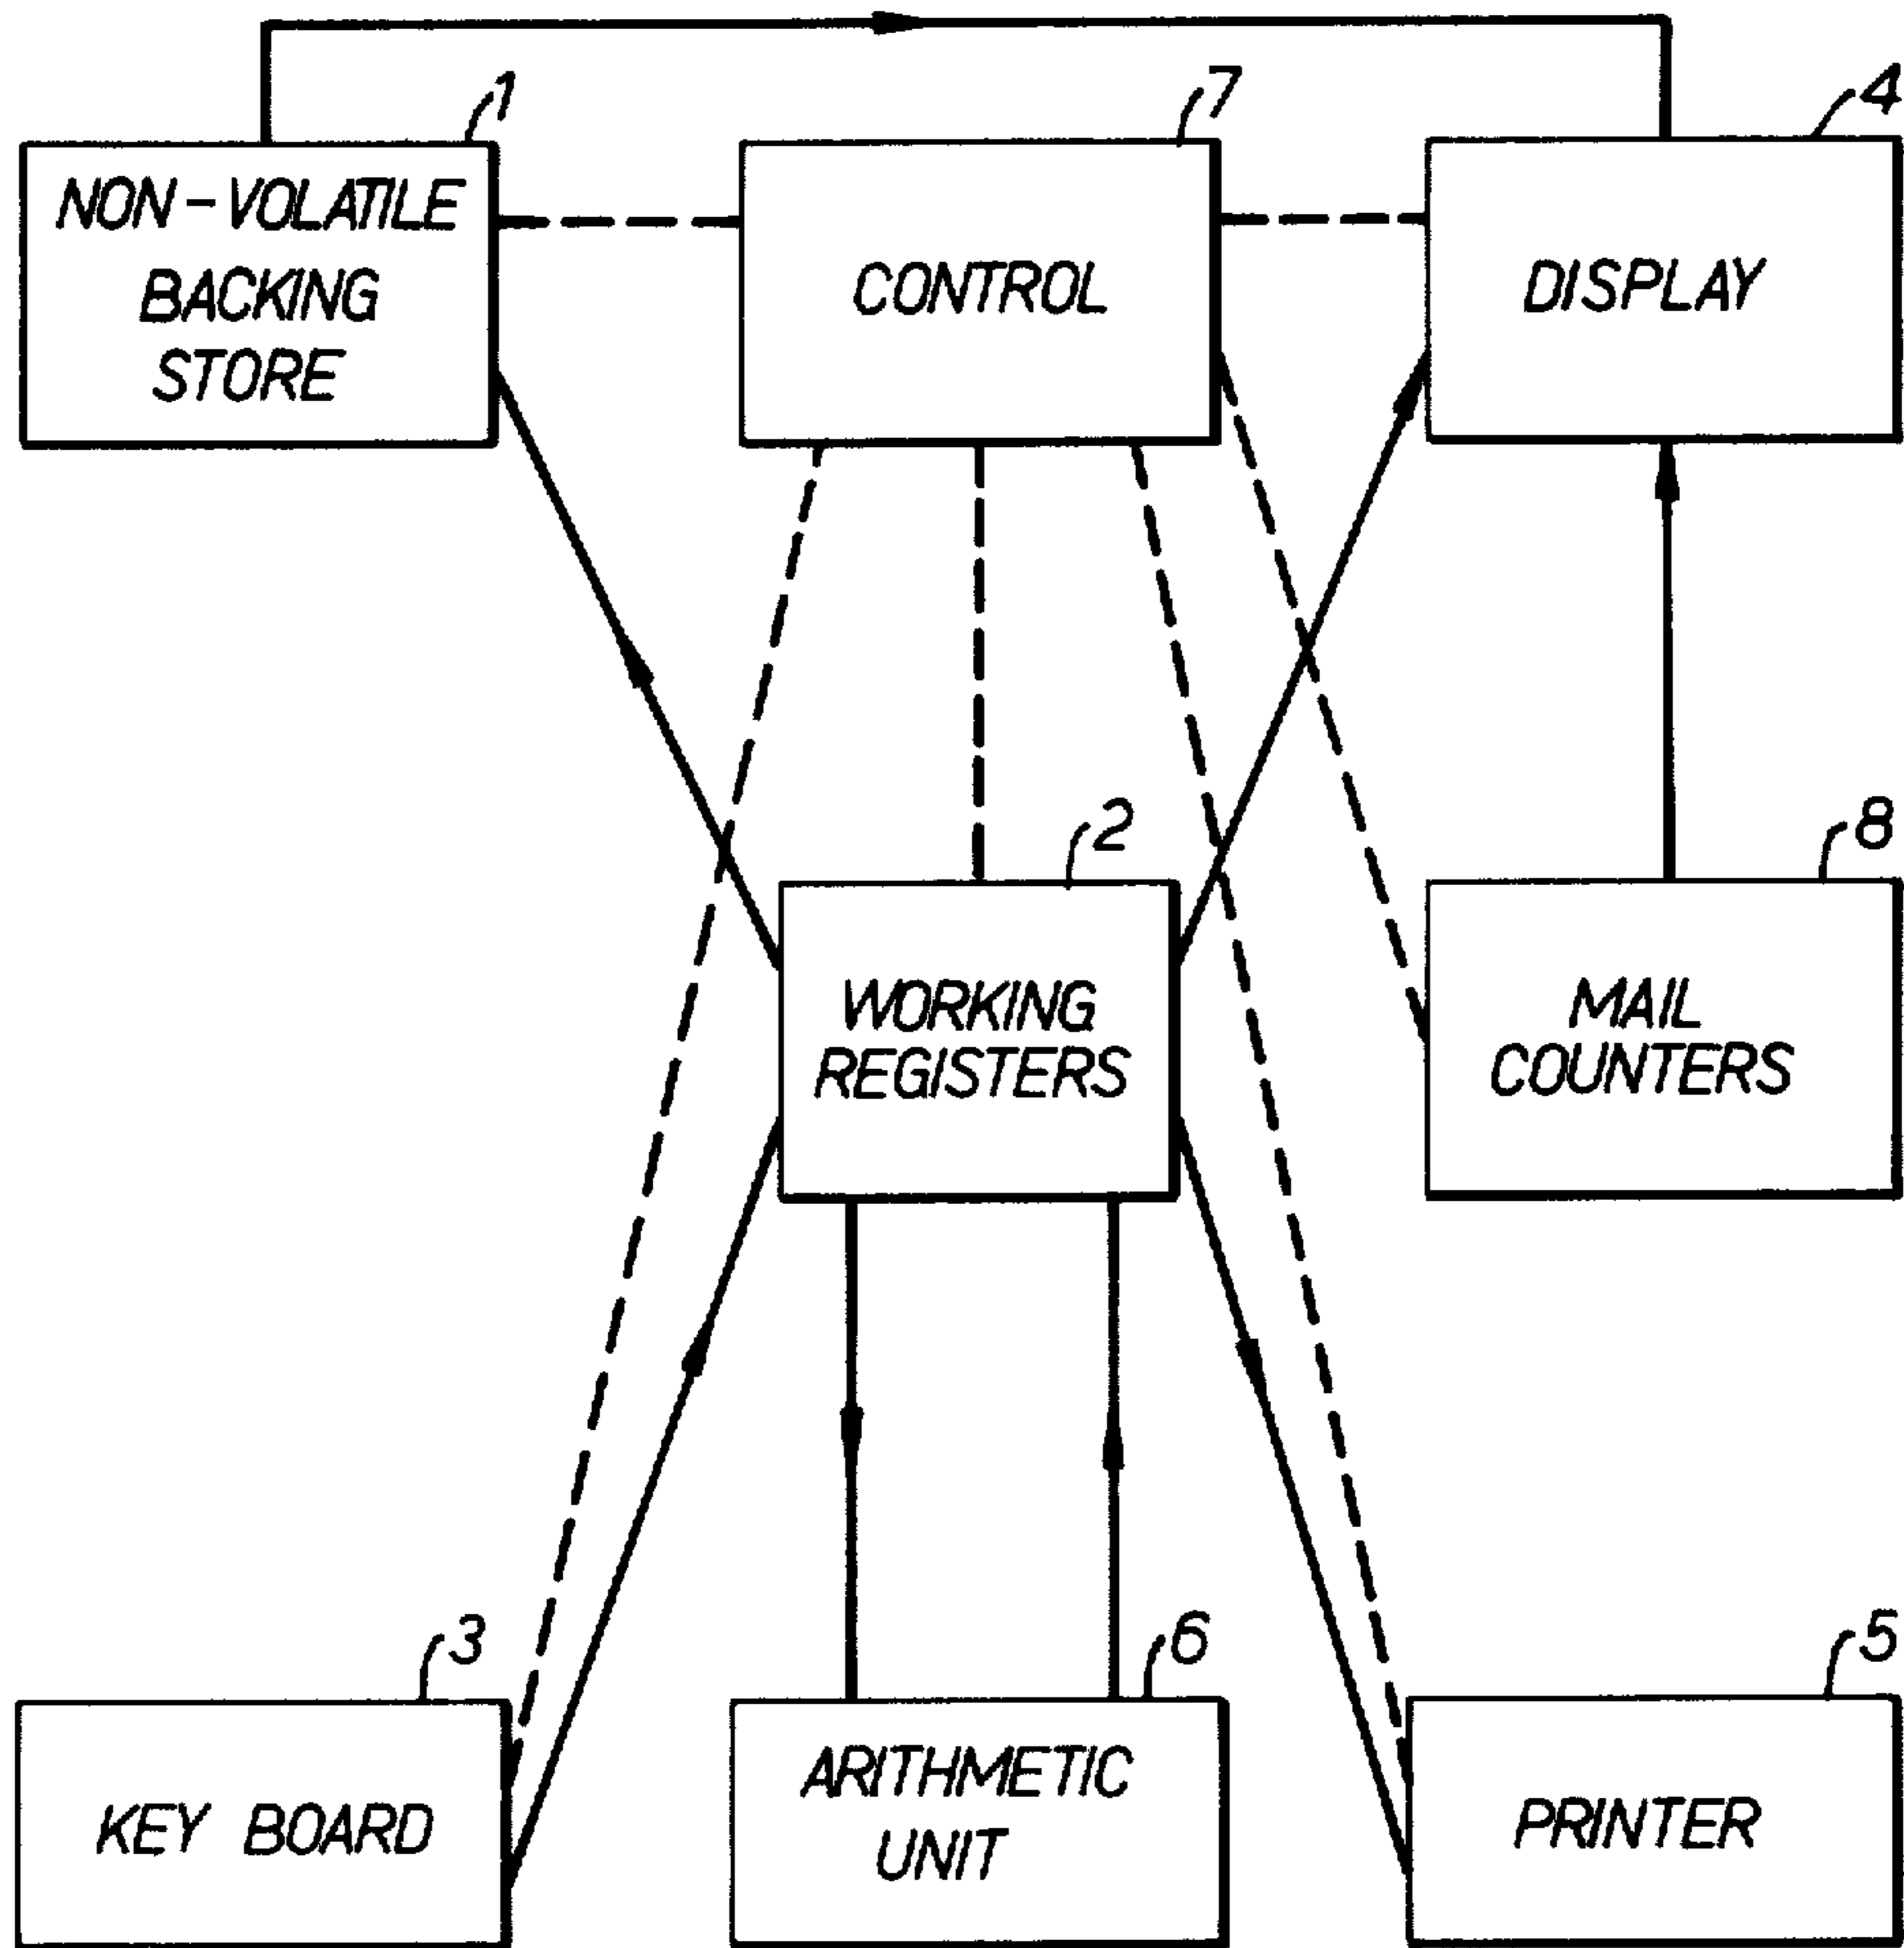 1
7
4
NON-VOLATILE
BACKING
STORE
CONTROL
DISPLAY
2
8
WORKING
REGISTERS
MAIL
COUNTERS
3
6
5
KEY BOARD
ARITHMETIC
UNIT
PRINTER